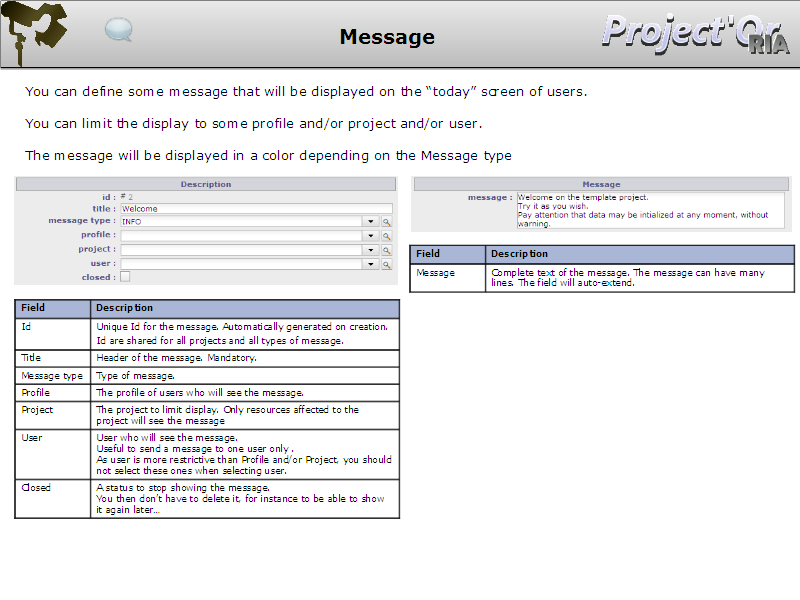 Message
Project'Or
RIA
You can define some message that will be displayed on the “today” screen of users.
You can limit the display to some profile and/or project and/or user.
The message will be displayed in a color depending on the Message type
Description
id : # 2
title : Welcome
message type : INFO
profile :
project :
user :
closed :
Message
message : Welcome on the template project.
Try it as you wish.
Pay attention that data may be intialized at any moment, without
warning.
Field Description
Message Complete text of the message. The message can have many
lines. The field will auto-extend.
Field Description
Id Unique Id for the message. Automatically generated on creation.
Id are shared for all projects and all types of message.
Title Header of the message. Mandatory.
Message type Type of message.
Profile The profile of users who will see the message.
Project The project to limit display. Only resources affected to the
project will see the message
User User who will see the message.
Useful to send a message to one user only .
As user is more restrictive than Profile and/or Project, you should
not select these ones when selecting user.
Closed A status to stop showing the message.
You then don’t have to delete it, for instance to be able to show
it again later…